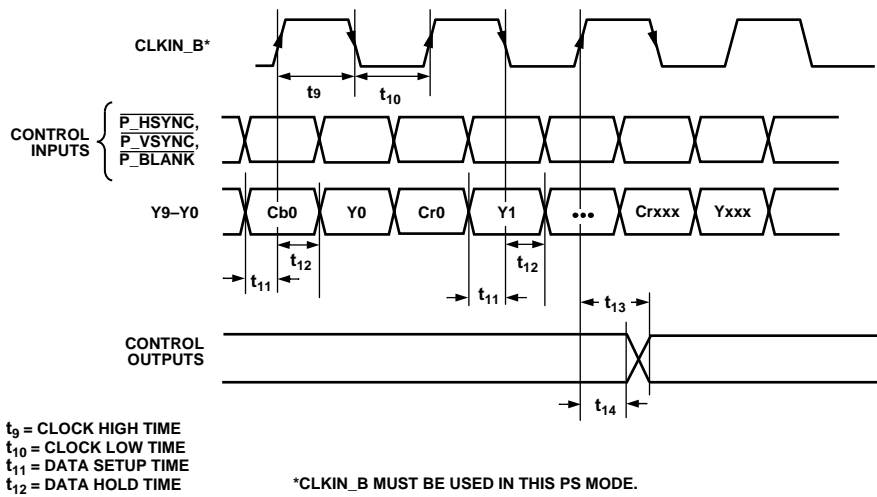 CLKIN_B*
t9
t10
CONTROL
INPUTS
P_HSYNC,
P_VSYNC,
P_BLANK
Y9–Y0
Cb0
Y0
Cr0
Y1
•••
Crxxx
Yxxx
t11
t12
t11
t12
t13
CONTROL
OUTPUTS
t14
t9 = CLOCK HIGH TIME
t10 = CLOCK LOW TIME
t11 = DATA SETUP TIME
t12 = DATA HOLD TIME
*CLKIN_B MUST BE USED IN THIS PS MODE.